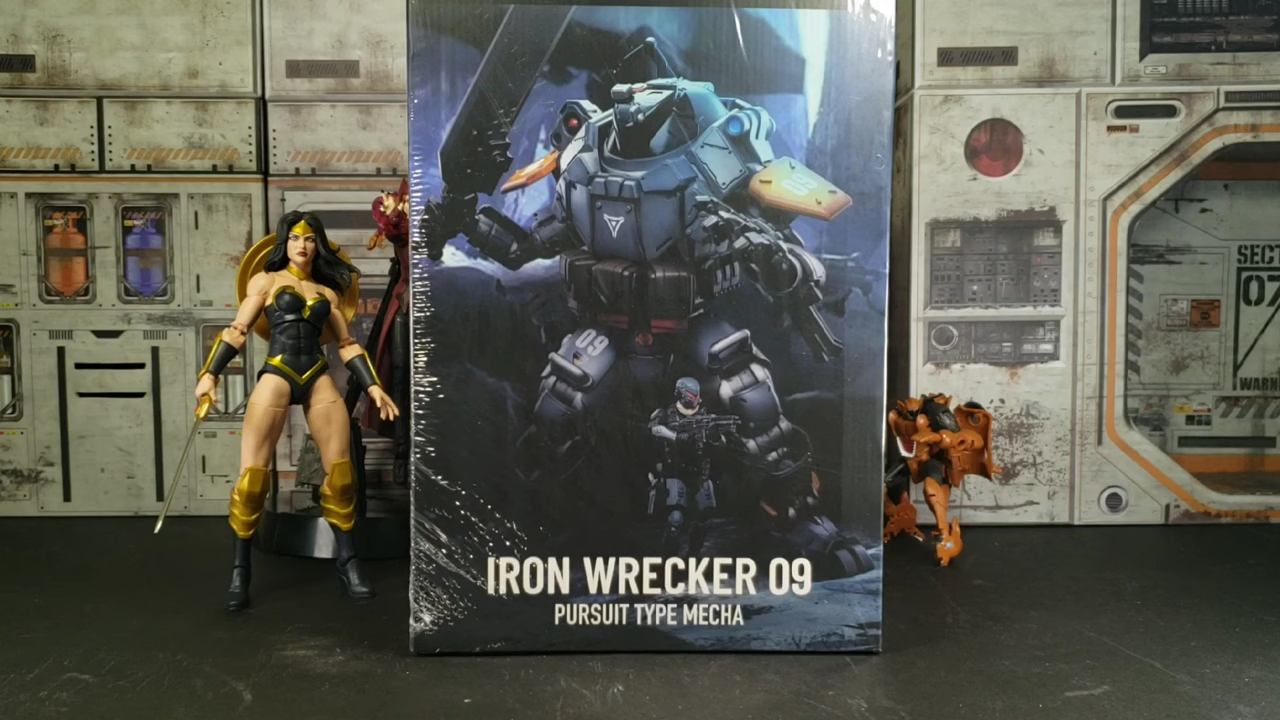 09
09
IRON WRECKER 09
PURSUIT TYPE MECHA
SECT
07
WARN